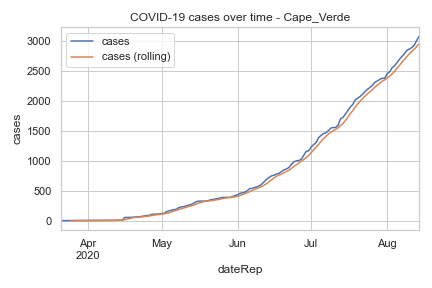 COVID-19 cases over time - Cape_Verde
cases
cases (rolling)
3000
2500
2000
1500
1000
500
0
cases
Apr
2020
May
Jun
Jul
Aug
dateRep